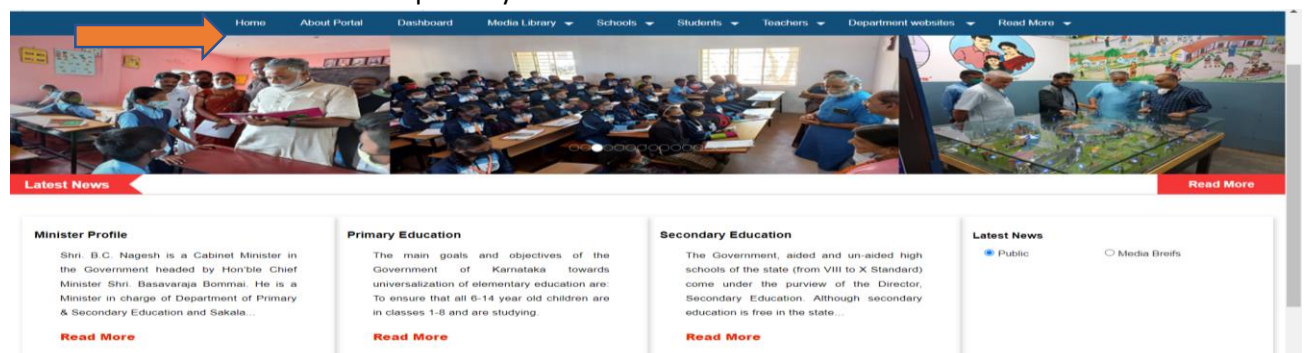 Home About Portal Dashboard Media Library Schools Students Teachers Department websites Read More
Latest News
Read More
Minister Profile
Shri. B.C. Nagesh is a Cabinet Minister in
the Government headed by Hon'ble Chief
Minister Shri. Basavaraja Bommai. He is a
Minister in charge of Department of Primary
& Secondary Education and Sakala...
Read More
Primary Education
The main goals and objectives of the
Government of Karnataka towards
universalization of elementary education are:
To ensure that all 6-14 year old children are
in classes 1-8 and are studying.
Read More
Secondary Education
The Government, aided and un-aided high
schools of the state (from VIII to X Standard)
come under the purview of the Director,
Secondary Education. Although secondary
education is free in the state...
Read More
Latest News
Public Media Breifs